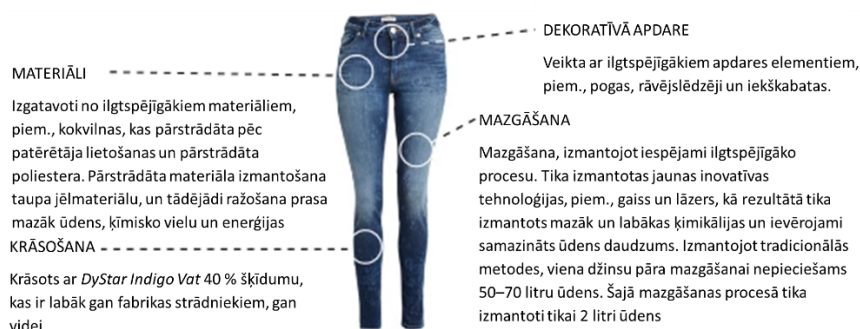 MATERIĀLI
Izgatavoti no ilgtspējīgākiem materiāliem,
piem., kokvilnas, kas pārstrādāta pēc
patērētāja lietošanas un pārstrādāta
poliestera. Pārstrādāta materiāla izmantošana
taupa jēlmateriālu, un tādējādi ražošana prasa
mazāk ūdens, ķīmisko vielu un enerģijas
KRĀSOŠANA
Krāsots ar DyStar Indigo Vat 40 % šķīdumu,
kas ir labāk gan fabrikas strādniekiem, gan
videi
DEKORATĪVĀ APDARE
Veikta ar ilgtspējīgākiem apdares elementiem,
piem., pogas, rāvējslēdzēji un iekškabatas.
MAZGĀŠANA
Mazgāšana, izmantojot iespējami ilgtspējīgāko
procesu. Tika izmantotas jaunas inovatīvas
tehnoloģijas, piem., gaiss un lāzers, kā rezultātā tika
izmantots mazāk un labākas ķimikālijas un ievērojami
samazināts ūdens daudzums. Izmantojot tradicionālās
metodes, viena džinsu pāra mazgāšanai nepieciešams
50–70 litru ūdens. Šajā mazgāšanas procesā tika
izmantoti tikai 2 litri ūdens